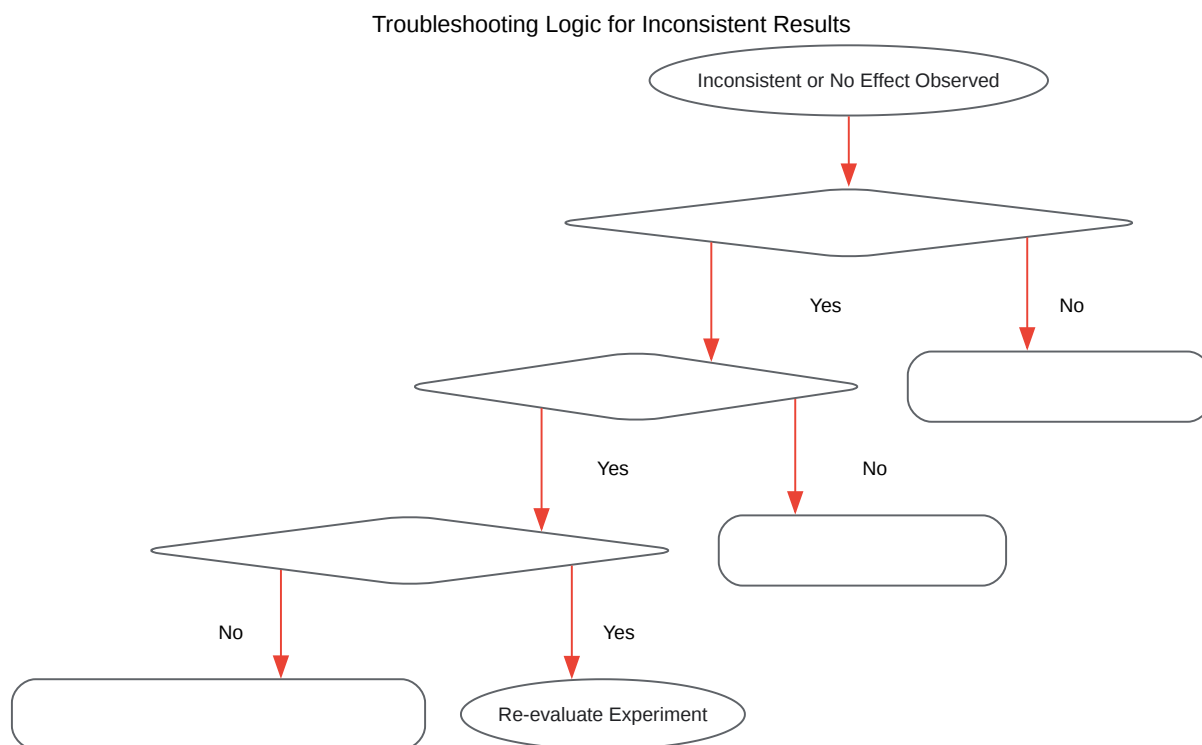 Troubleshooting Logic for Inconsistent Results
Inconsistent or No Effect Observed
Yes
No
Yes
No
No
Yes
Re-evaluate Experiment